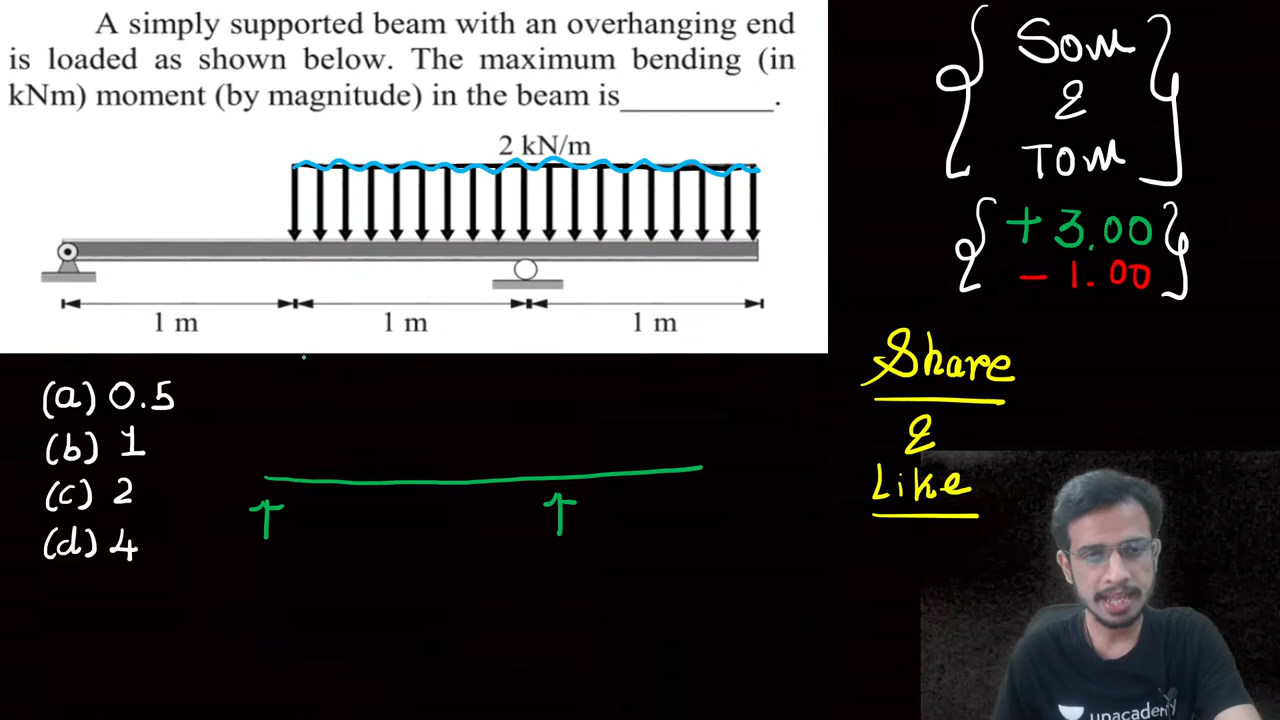 A simply supported beam with an overhanging end
is loaded as shown below. The maximum bending (in
kNm) moment (by magnitude) in the beam is__________.
2 kN/m
1 m
1 m
1 m
(a) 0.5
(b) 1
(c) 2
(d) 4
SOM
&
TOM
+ 3.00
- 1.00
Share
&
Like
unacademy